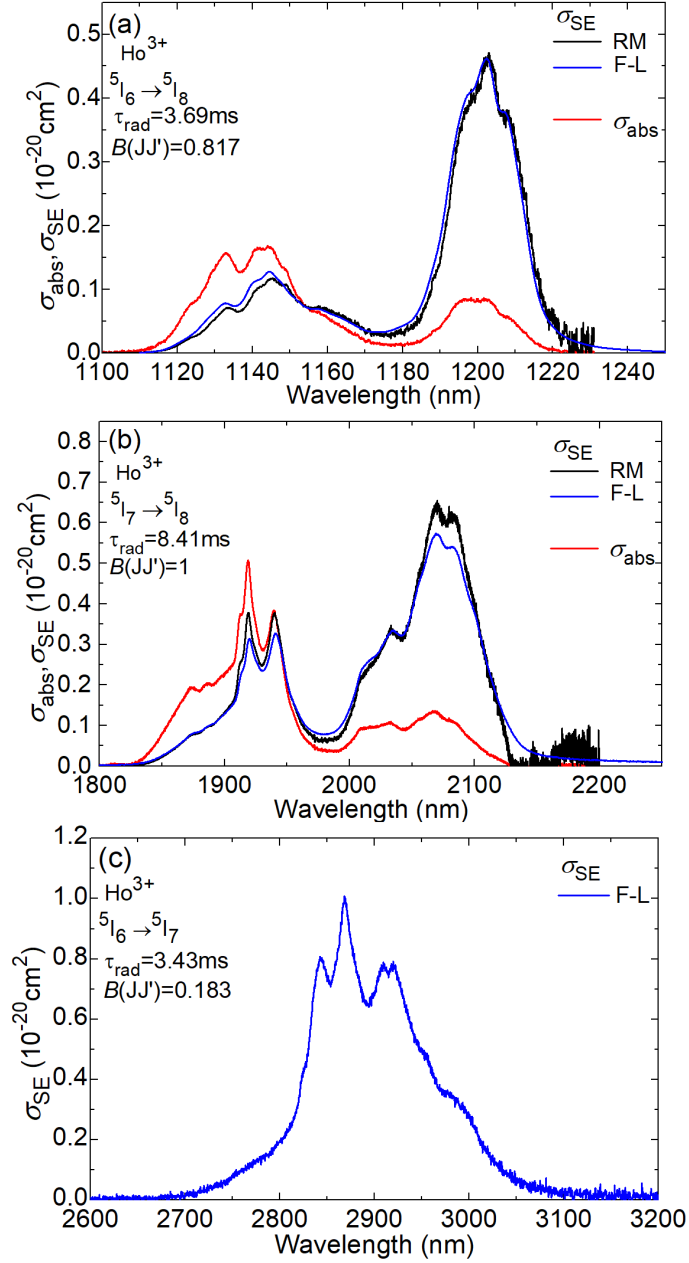 (a)
Ho³⁺
⁵I₆→⁵I₈
τrad=3.69ms
B(JJ')=0.817
σSE
RM
F-L
σabs
σabs,σSE (10⁻²⁰cm²)
0.5
0.4
0.3
0.2
0.1
0.0
1100 1120 1140 1160 1180 1200 1220 1240
Wavelength (nm)
(b)
Ho³⁺
⁵I₇→⁵I₈
τrad=8.41ms
B(JJ')=1
σSE
RM
F-L
σabs
σabs,σSE (10⁻²⁰cm²)
0.8
0.7
0.6
0.5
0.4
0.3
0.2
0.1
0.0
1800 1900 2000 2100 2200
Wavelength (nm)
(c)
Ho³⁺
⁵I₆→⁵I₇
τrad=3.43ms
B(JJ')=0.183
σSE
F-L
σSE (10⁻²⁰cm²)
1.2
1.0
0.8
0.6
0.4
0.2
0.0
2600 2700 2800 2900 3000 3100 3200
Wavelength (nm)